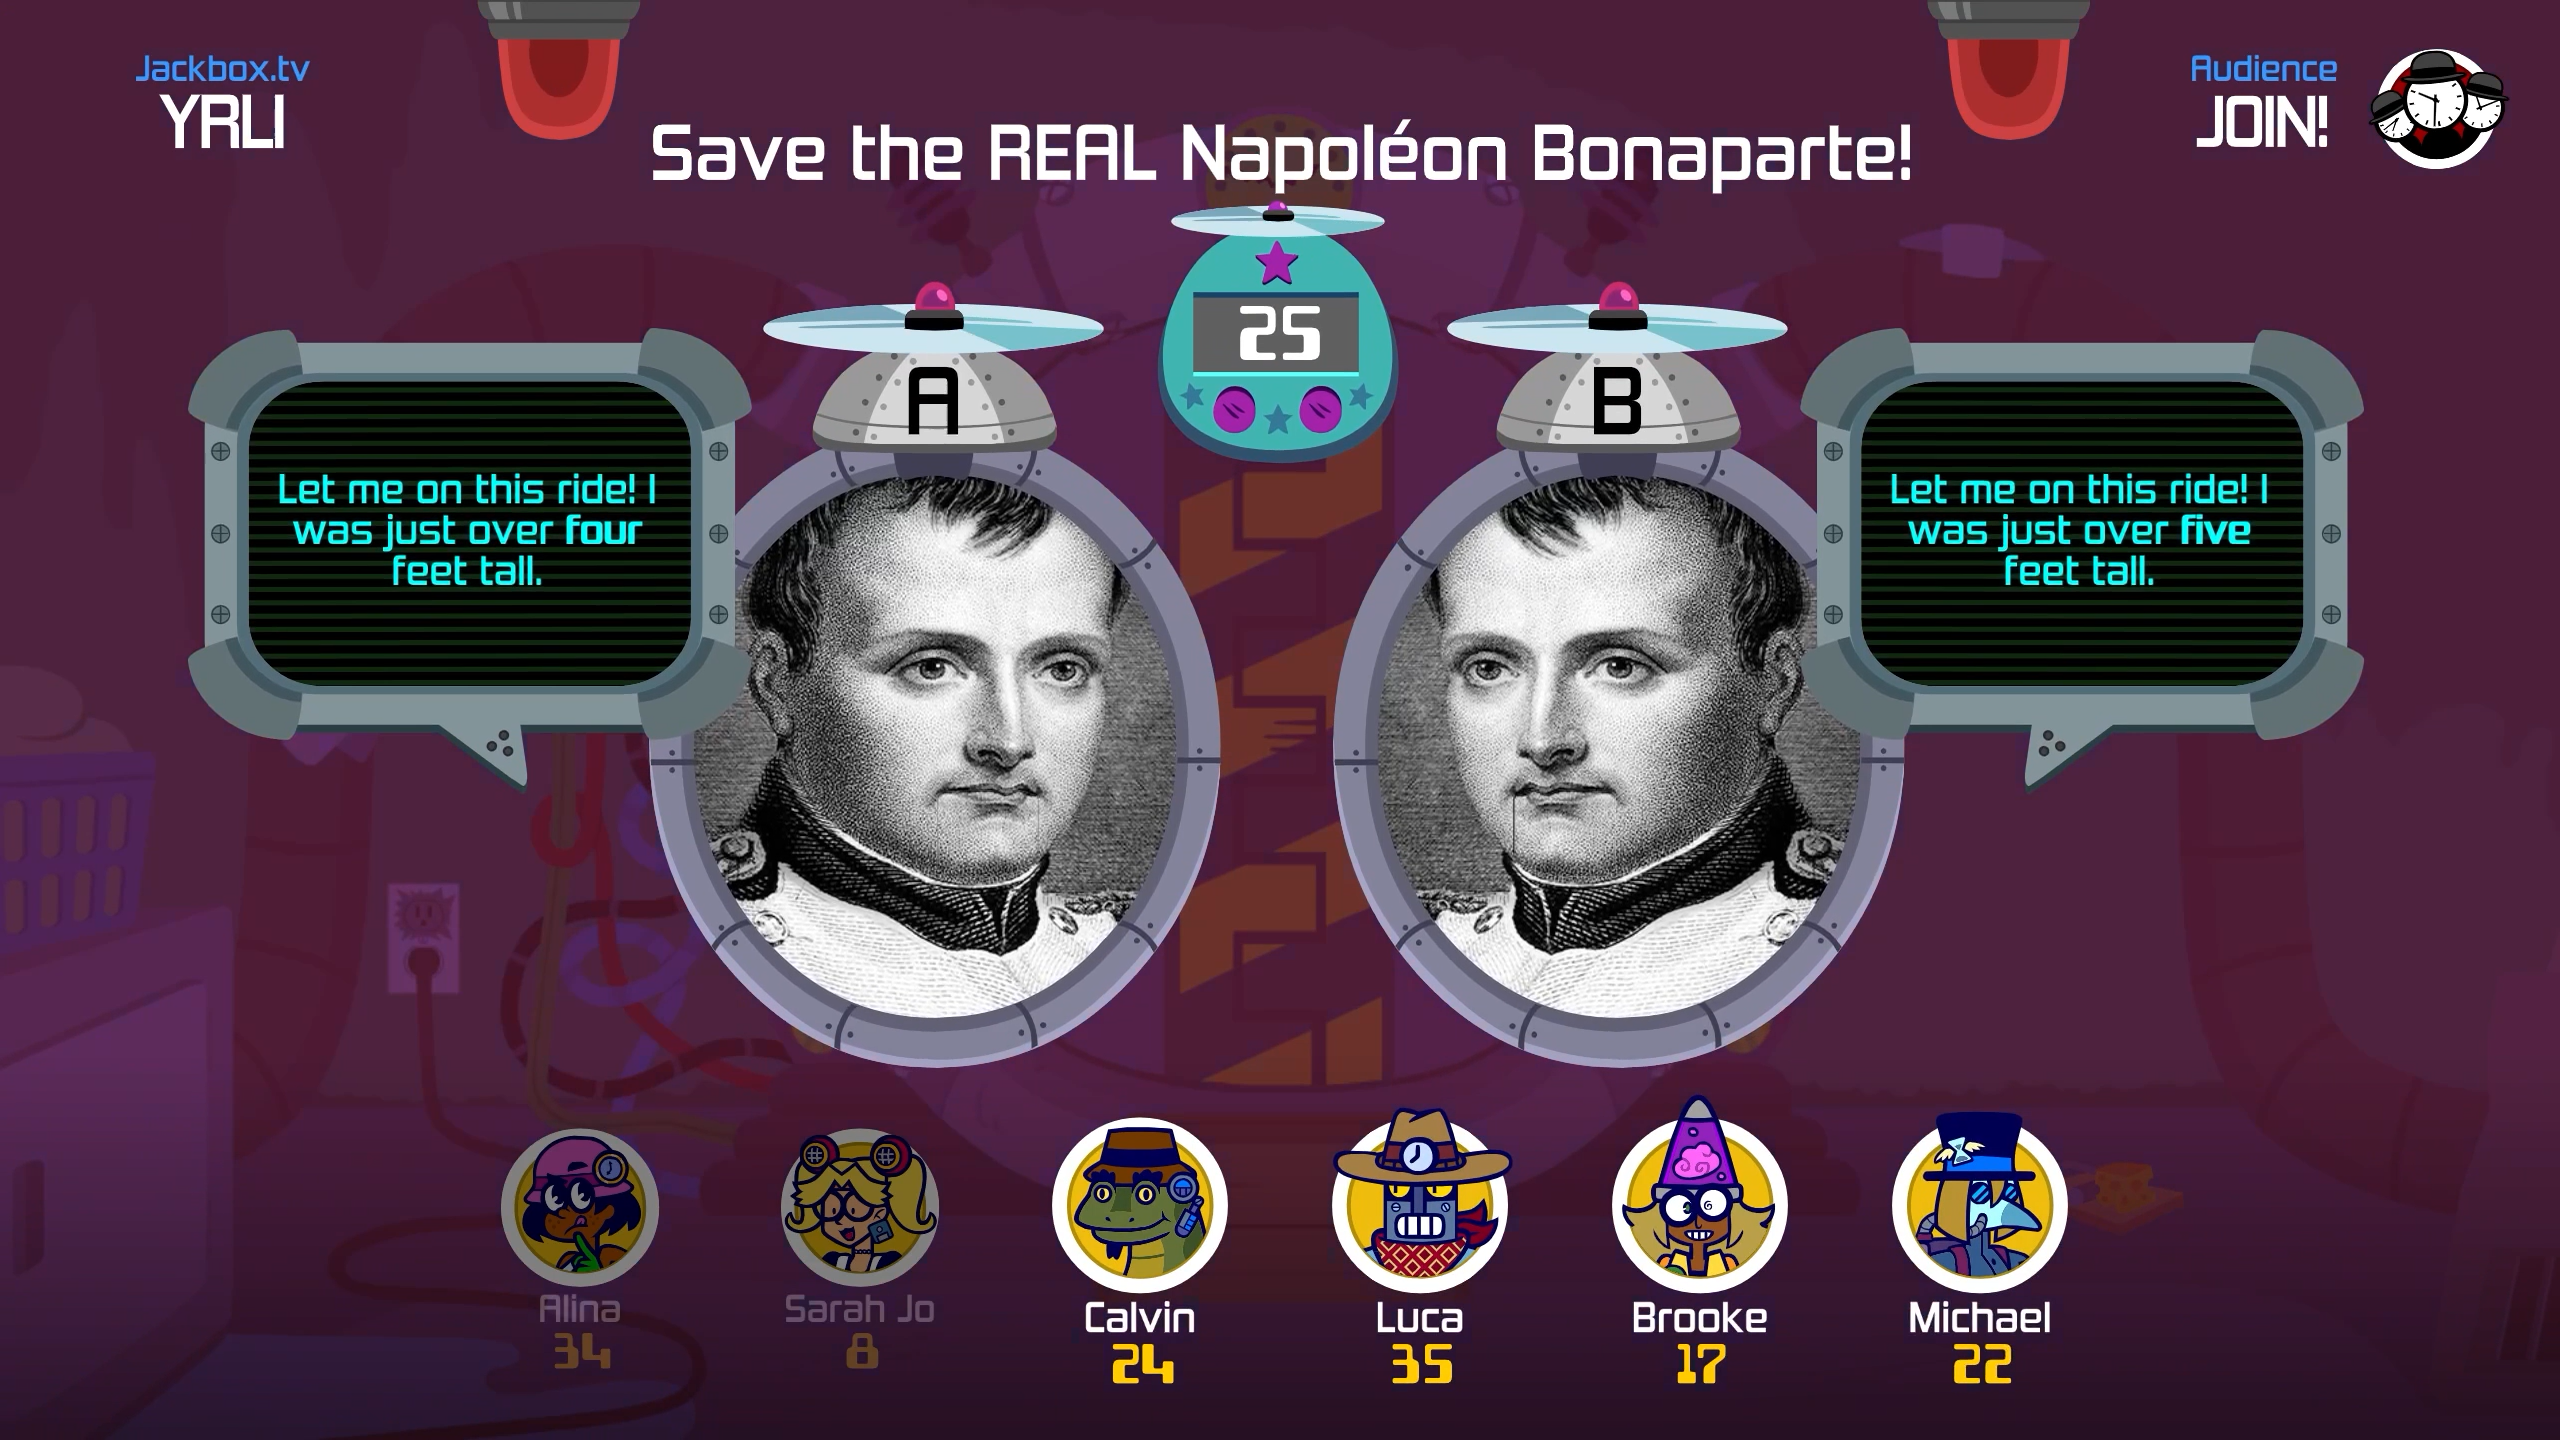 Jackbox.tv
YRLI
Audience
JOIN!
Save the REAL Napoléon Bonaparte!
25
A
B
Let me on this ride! I
was just over four
feet tall.
Let me on this ride! I
was just over five
feet tall.
Alina
34
Sarah Jo
8
Calvin
24
Luca
35
Brooke
17
Michael
22